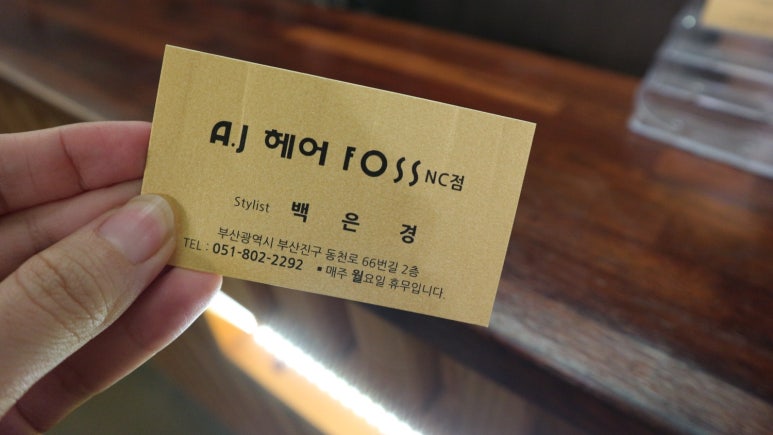 A.J 헤어 FOSS NC점
Stylist 백 은 경
부산광역시 부산진구 동천로 66번길 2층
TEL : 051-802-2292 ▪ 매주 월요일 휴무입니다.